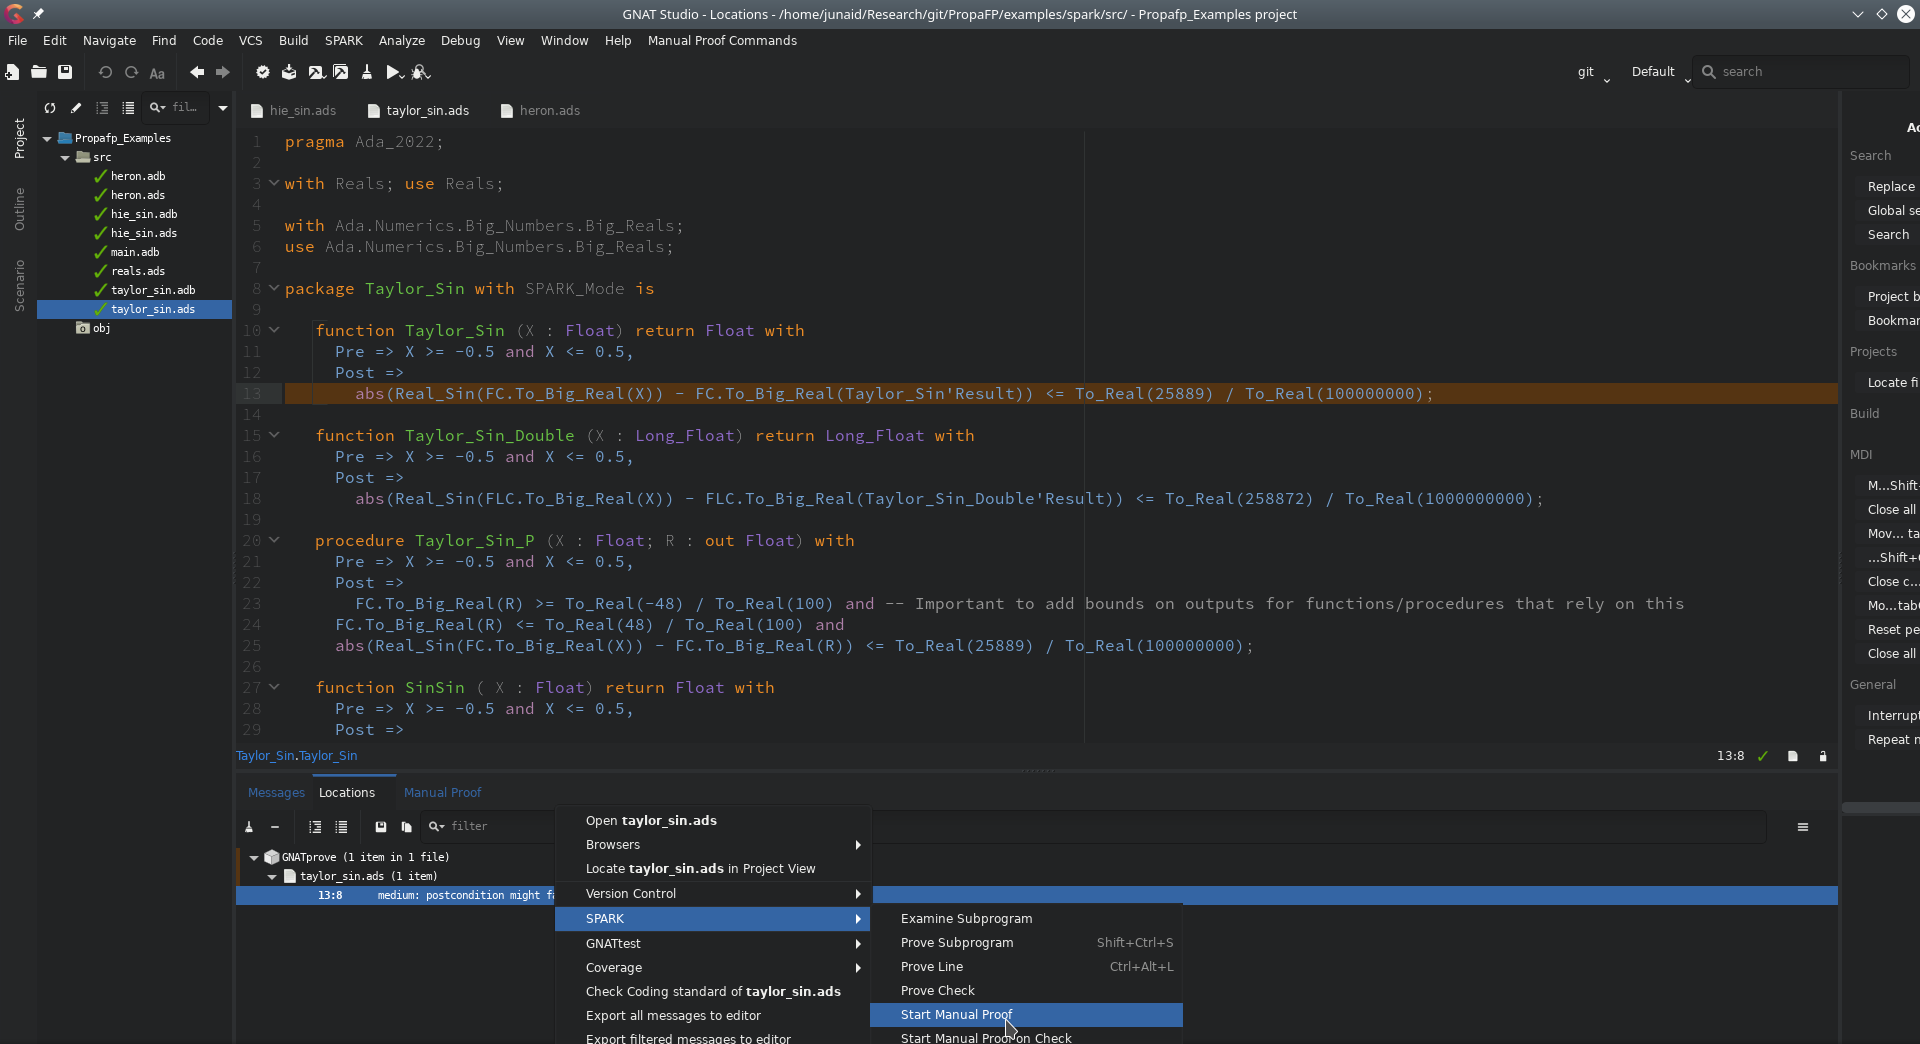 GNAT Studio - Locations - /home/junaid/Research/git/PropaFP/examples/spark/src/ - Propafp_Examples project
File Edit Navigate Find Code VCS Build SPARK Analyze Debug View Window Help Manual Proof Commands
Aa git Default search
fil...
Project
Outline
Scenario
Propafp_Examples
src
heron.adb
heron.ads
hie_sin.adb
hie_sin.ads
main.adb
reals.ads
taylor_sin.adb
taylor_sin.ads
obj
hie_sin.ads taylor_sin.ads heron.ads
1 pragma Ada_2022;
2
3 with Reals; use Reals;
4
5 with Ada.Numerics.Big_Numbers.Big_Reals;
6 use Ada.Numerics.Big_Numbers.Big_Reals;
7
8 package Taylor_Sin with SPARK_Mode is
9
10 function Taylor_Sin (X : Float) return Float with
11 Pre => X >= -0.5 and X <= 0.5,
12 Post =>
13 abs(Real_Sin(FC.To_Big_Real(X)) - FC.To_Big_Real(Taylor_Sin'Result)) <= To_Real(25889) / To_Real(100000000);
14
15 function Taylor_Sin_Double (X : Long_Float) return Long_Float with
16 Pre => X >= -0.5 and X <= 0.5,
17 Post =>
18 abs(Real_Sin(FLC.To_Big_Real(X)) - FLC.To_Big_Real(Taylor_Sin_Double'Result)) <= To_Real(258872) / To_Real(1000000000);
19
20 procedure Taylor_Sin_P (X : Float; R : out Float) with
21 Pre => X >= -0.5 and X <= 0.5,
22 Post =>
23 FC.To_Big_Real(R) >= To_Real(-48) / To_Real(100) and -- Important to add bounds on outputs for functions/procedures that rely on this
24 FC.To_Big_Real(R) <= To_Real(48) / To_Real(100) and
25 abs(Real_Sin(FC.To_Big_Real(X)) - FC.To_Big_Real(R)) <= To_Real(25889) / To_Real(100000000);
26
27 function SinSin ( X : Float) return Float with
28 Pre => X >= -0.5 and X <= 0.5,
29 Post =>
Taylor_Sin.Taylor_Sin 13:8
Messages Locations Manual Proof
filter
GNATprove (1 item in 1 file)
taylor_sin.ads (1 item)
13:8 medium: postcondition might fa
Open taylor_sin.ads
Browsers
Locate taylor_sin.ads in Project View
Version Control
SPARK
GNATtest
Coverage
Check Coding standard of taylor_sin.ads
Export all messages to editor
Export filtered messages to editor
Examine Subprogram
Prove Subprogram Shift+Ctrl+S
Prove Line Ctrl+Alt+L
Prove Check
Start Manual Proof
Start Manual Proof on Check
Ac
Search
Replace
Global se
Search
Bookmarks
Project b
Bookmar
Projects
Locate fi
Build
MDI
M...Shift-
Close all
Mov... ta
...Shift+(
Close c...
Mo...tab
Reset pe
Close all
General
Interrupt
Repeat n